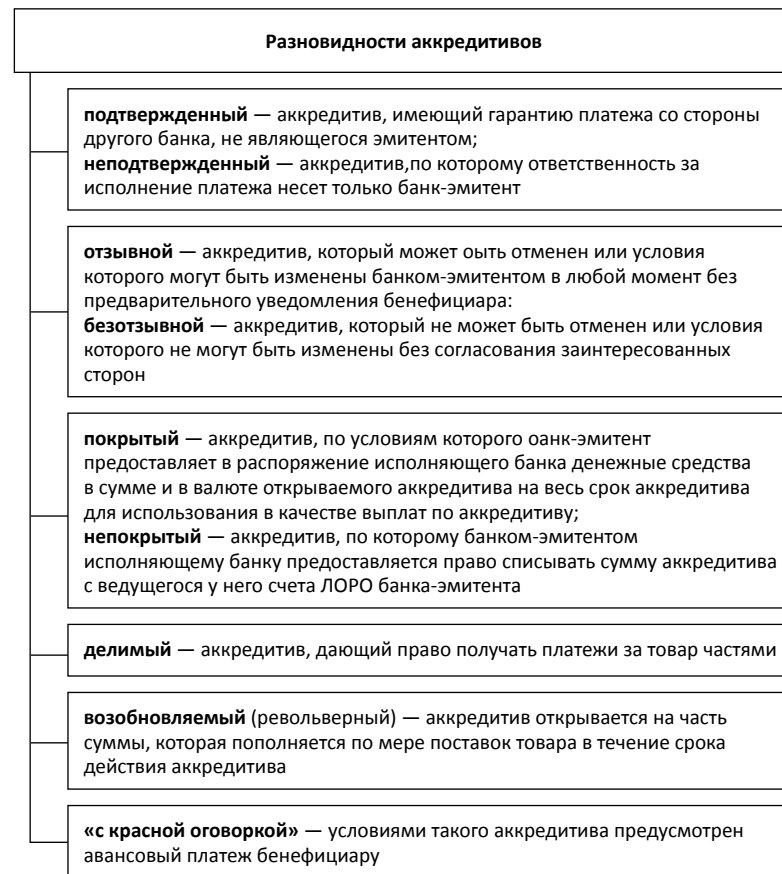 Разновидности аккредитивов
подтвержденный — аккредитив, имеющий гарантию платежа со стороны
другого банка, не являющегося эмитентом;
неподтвержденный — аккредитив,по которому ответственность за
исполнение платежа несет только банк-эмитент
отзывной — аккредитив, который может оыть отменен или условия
которого могут быть изменены банком-эмитентом в любой момент без
предварительного уведомления бенефициара:
безотзывной — аккредитив, который не может быть отменен или условия
которого не могут быть изменены без согласования заинтересованных
сторон
покрытый — аккредитив, по условиям которого оанк-эмитент
предоставляет в распоряжение исполняющего банка денежные средства
в сумме и в валюте открываемого аккредитива на весь срок аккредитива
для использования в качестве выплат по аккредитиву;
непокрытый — аккредитив, по которому банком-эмитентом
исполняющему банку предоставляется право списывать сумму аккредитива
с ведущегося у него счета ЛОРО банка-эмитента
делимый — аккредитив, дающий право получать платежи за товар частями
возобновляемый (револьверный) — аккредитив открывается на часть
суммы, которая пополняется по мере поставок товара в течение срока
действия аккредитива
«с красной оговоркой» — условиями такого аккредитива предусмотрен
авансовый платеж бенефициару